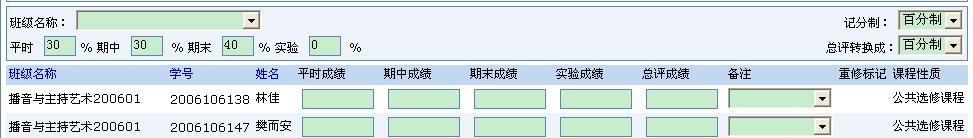 班级名称： 记分制： 百分制
平时 30 % 期中 30 % 期末 40 % 实验 0 % 总评转换成： 百分制
班级名称 学号 姓名 平时成绩 期中成绩 期末成绩 实验成绩 总评成绩 备注 重修标记 课程性质
播音与主持艺术200601 2006106138 林佳 公共选修课程
播音与主持艺术200601 2006106147 樊而安 公共选修课程